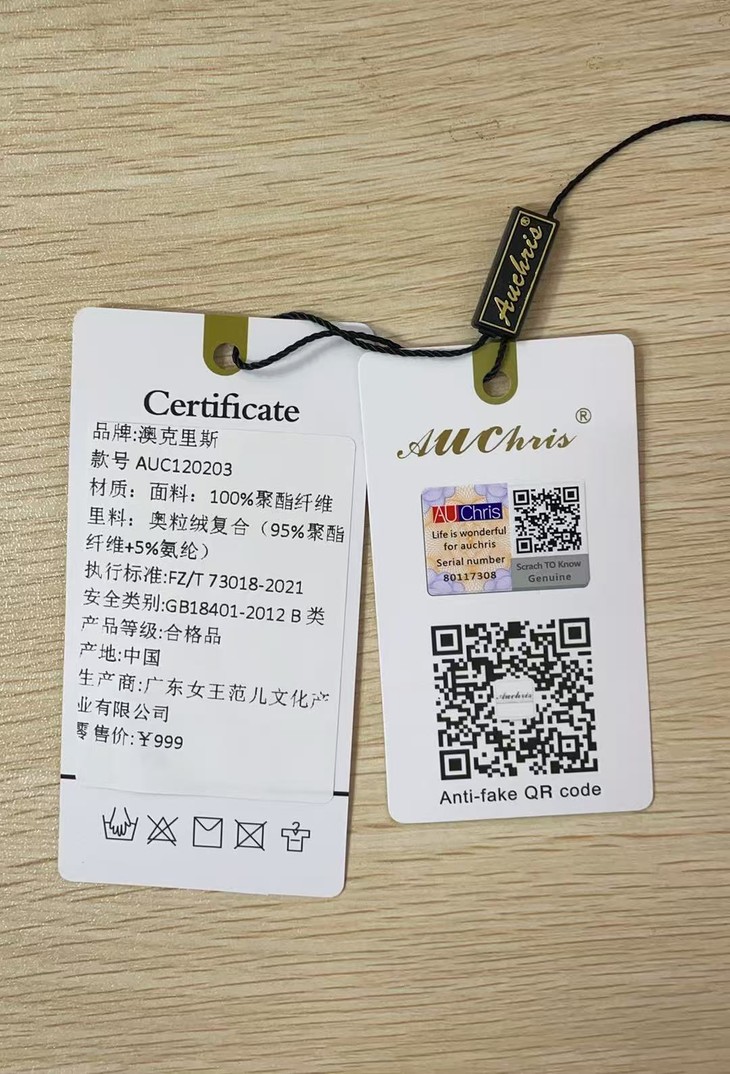 Auchris®
Certificate
品牌:澳克里斯
款号 AUC120203
材质：面料：100%聚酯纤维
里料：奥粒绒复合（95%聚酯
纤维+5%氨纶）
执行标准:FZ/T 73018-2021
安全类别:GB18401-2012 B 类
产品等级:合格品
产地:中国
生产商:广东女王范儿文化产
业有限公司
零售价:￥999
AUChris®
AU Chris
Life is wonderful
for auchris
Serial number
80117308
Scrach TO Know
Genuine
Auchris
Anti-fake QR code